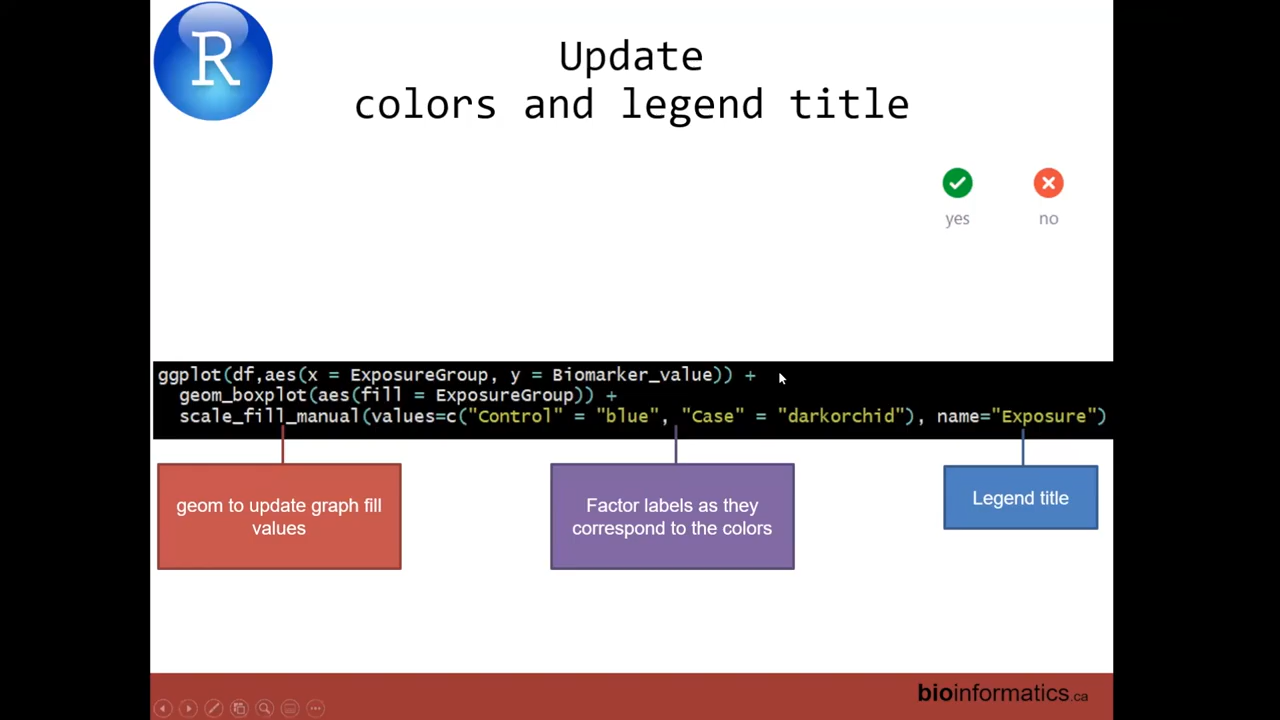 R
Update
colors and legend title
yes
no
ggplot(df,aes(x = ExposureGroup, y = Biomarker_value)) +
geom_boxplot(aes(fill = ExposureGroup)) +
scale_fill_manual(values=c("Control" = "blue", "Case" = "darkorchid"), name="Exposure")
geom to update graph fill
values
Factor labels as they
correspond to the colors
Legend title
bioinformatics.ca